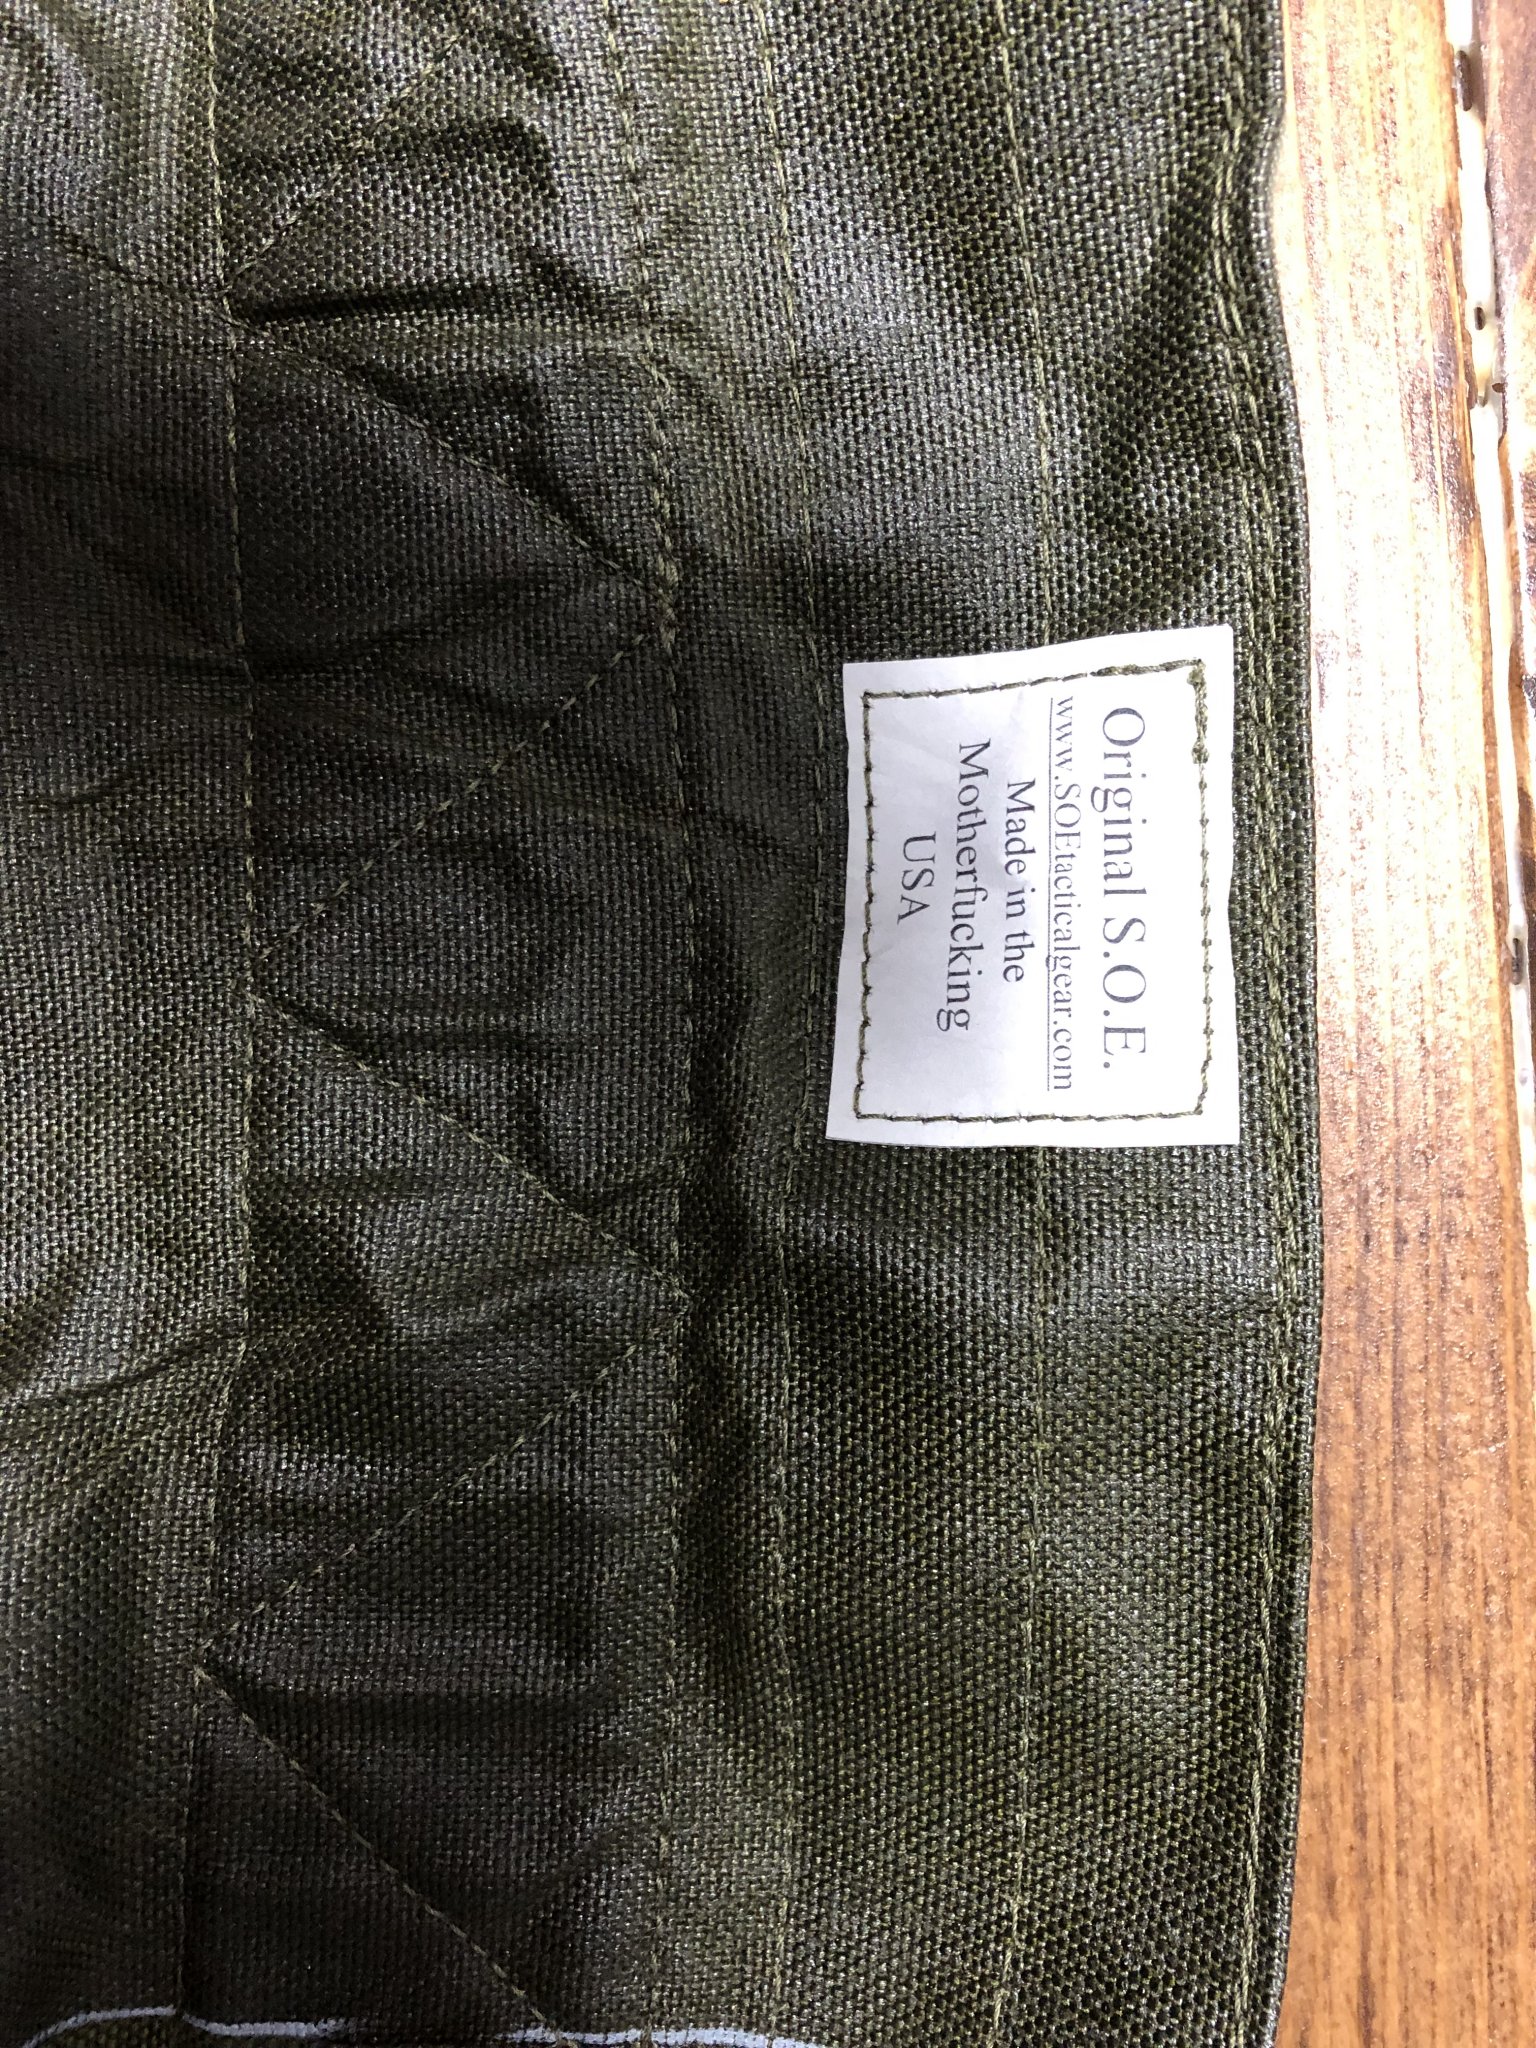 Original S.O.E.
www.SOEtacticalgear.com
Made in the
Motherfucking
USA